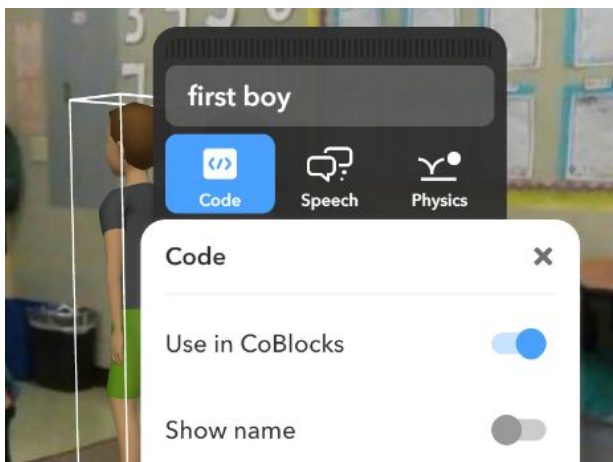 first boy
Code Speech Physics
Code
Use in CoBlocks
Show name